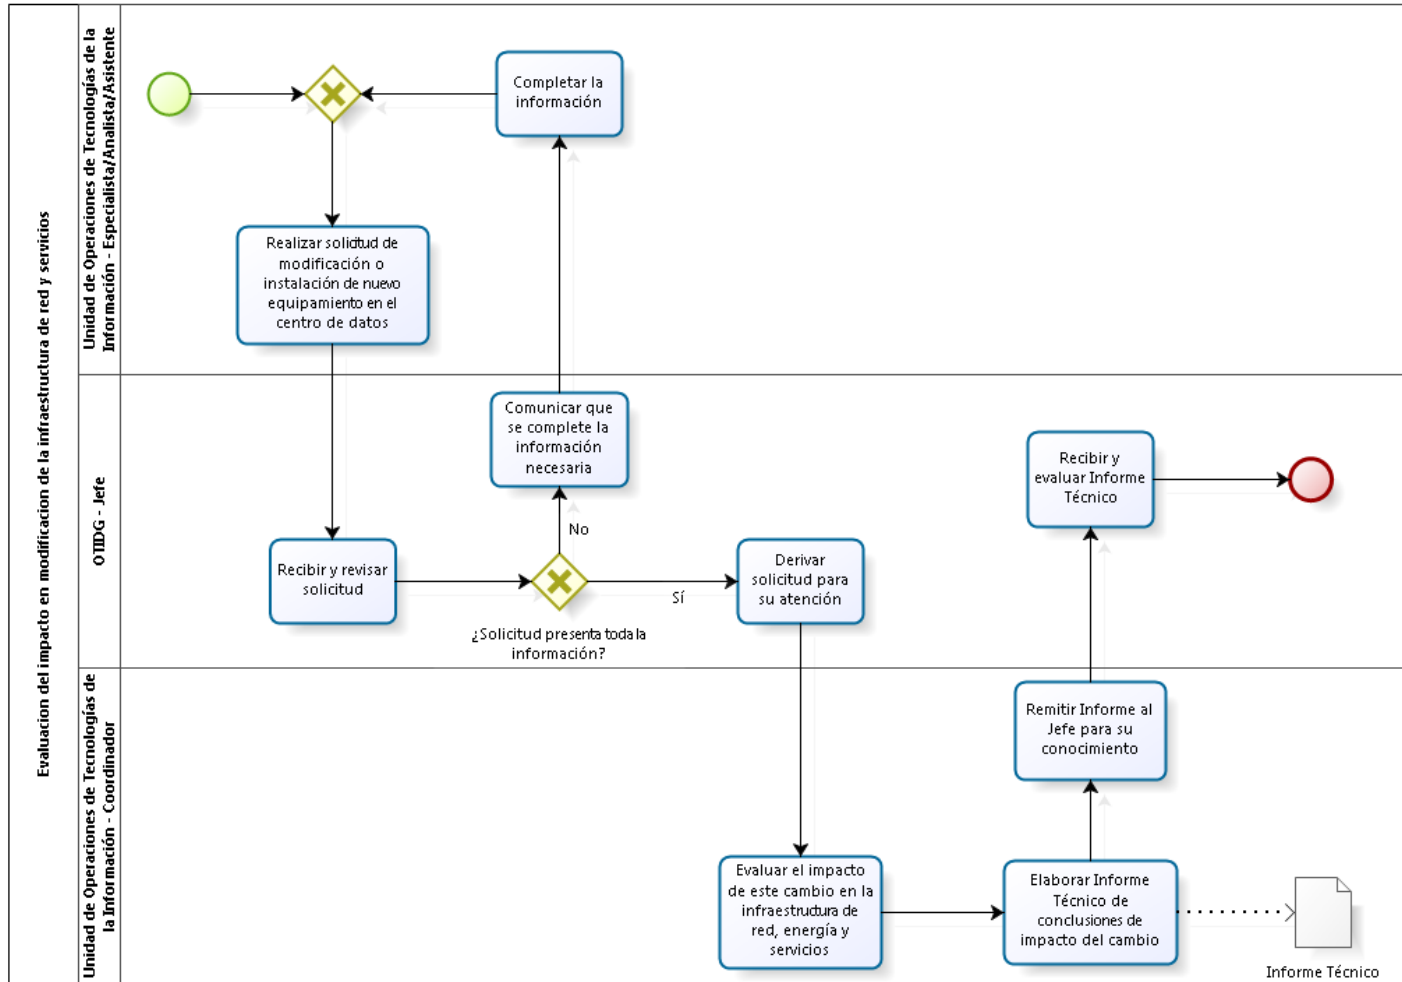 Evaluacion del impacto en modificacion de la infraestructura de red y servicios
Unidad de Operaciones de Tecnologías de la
Información - Especialista/Analista/Asistente
Completar la
información
Realizar solicitud de
modificación o
instalación de nuevo
equipamiento en el
centro de datos
OTIDG - Jefe
Comunicar que
se complete la
información
necesaria
No
Recibir y revisar
solicitud
¿Solicitud presenta toda la
información?
Sí
Derivar
solicitud para
su atención
Recibir y
evaluar Informe
Técnico
Unidad de Operaciones de Tecnologías de
la Información - Coordinador
Remitir Informe al
Jefe para su
conocimiento
Evaluar el impacto
de este cambio en la
infraestructura de
red, energía y
servicios
Elaborar Informe
Técnico de
conclusiones de
impacto del cambio
Informe Técnico